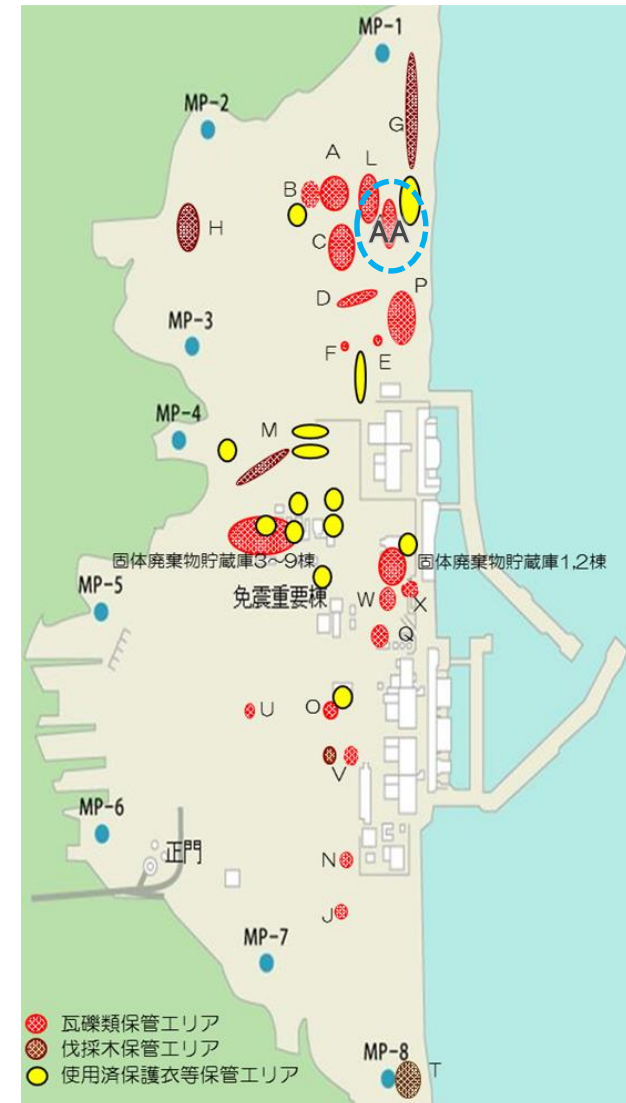 MP-1
MP-2
G
A
L
B
H
C
AA
D
P
MP-3
F
E
MP-4
M
固体廃棄物貯蔵庫3~9棟
固体廃棄物貯蔵庫1,2棟
MP-5
免震重要棟
W
X
Q
U
O
V
MP-6
正門
N
J
MP-7
瓦礫類保管エリア
伐採木保管エリア
使用済保護衣等保管エリア
MP-8
T